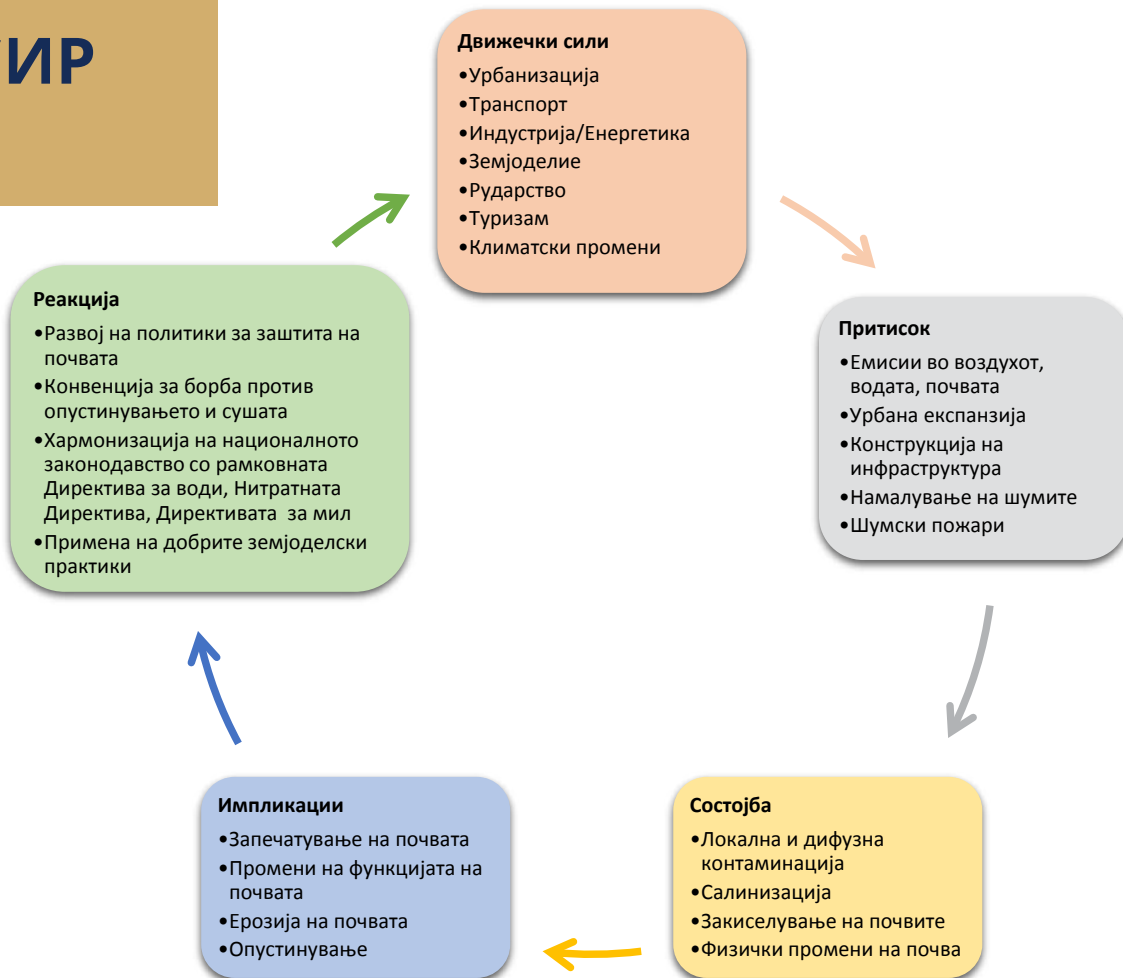 ИР
Движечки сили
•Урбанизација
•Транспорт
•Индустрија/Енергетика
•Земјоделие
•Рударство
•Туризам
•Климатски промени
Притисок
•Емисии во воздухот,
водата, почвата
•Урбана експанзија
•Конструкција на
инфраструктура
•Намалување на шумите
•Шумски пожари
Состојба
•Локална и дифузна
контаминација
•Салинизација
•Закиселување на почвите
•Физички промени на почва
Импликации
•Запечатување на почвата
•Промени на функцијата на
почвата
•Ерозија на почвата
•Опустинување
Реакција
•Развој на политики за заштита на
почвата
•Конвенција за борба против
опустинувањето и сушата
•Хармонизација на националното
законодавство со рамковната
Директива за води, Нитратната
Директива, Директивата за мил
•Примена на добрите земјоделски
практики